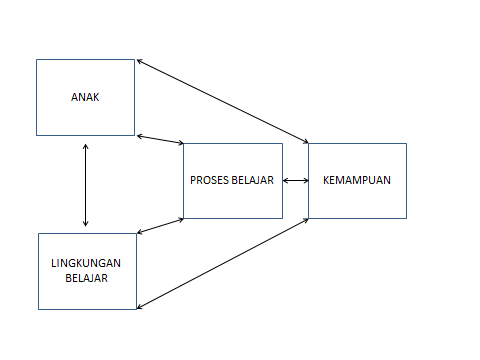 ANAK
PROSES BELAJAR
KEMAMPUAN
LINGKUNGAN
BELAJAR